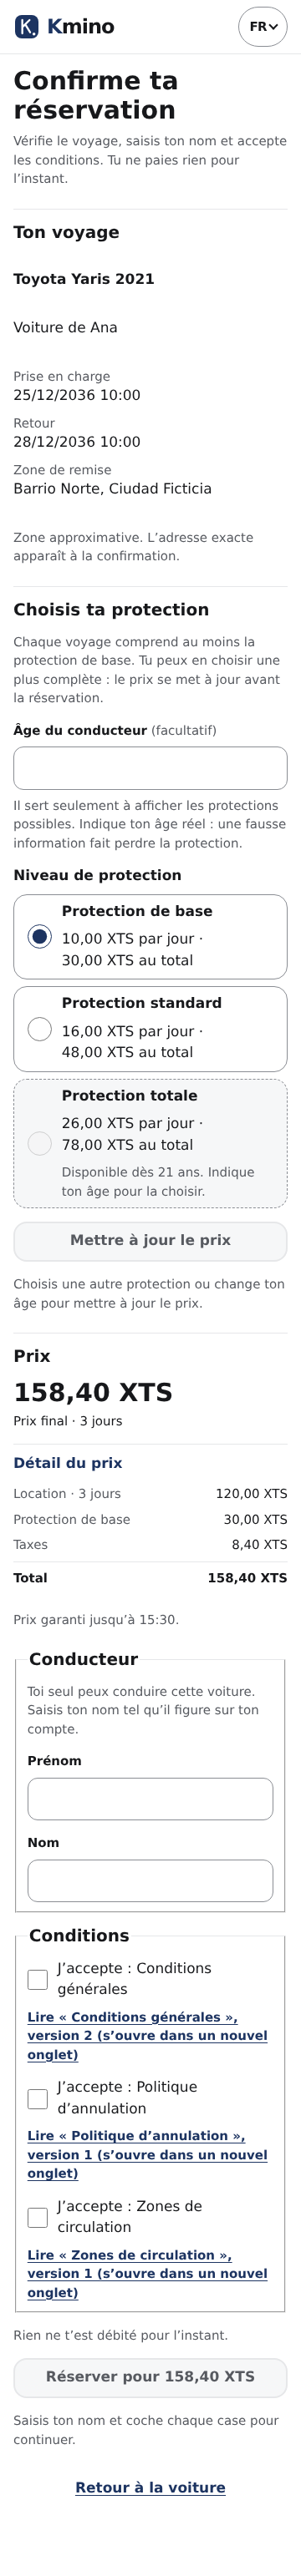 Kmino
FR
Confirme ta
réservation
Vérifie le voyage, saisis ton nom et accepte
les conditions. Tu ne paies rien pour
l’instant.
Ton voyage
Toyota Yaris 2021
Voiture de Ana
Prise en charge
25/12/2036 10:00
Retour
28/12/2036 10:00
Zone de remise
Barrio Norte, Ciudad Ficticia
Zone approximative. L’adresse exacte
apparaît à la confirmation.
Choisis ta protection
Chaque voyage comprend au moins la
protection de base. Tu peux en choisir une
plus complète : le prix se met à jour avant
la réservation.
Âge du conducteur (facultatif)
Il sert seulement à afficher les protections
possibles. Indique ton âge réel : une fausse
information fait perdre la protection.
Niveau de protection
Protection de base
10,00 XTS par jour ·
30,00 XTS au total
Protection standard
16,00 XTS par jour ·
48,00 XTS au total
Protection totale
26,00 XTS par jour ·
78,00 XTS au total
Disponible dès 21 ans. Indique
ton âge pour la choisir.
Mettre à jour le prix
Choisis une autre protection ou change ton
âge pour mettre à jour le prix.
Prix
158,40 XTS
Prix final · 3 jours
Détail du prix
Location · 3 jours 120,00 XTS
Protection de base 30,00 XTS
Taxes 8,40 XTS
Total 158,40 XTS
Prix garanti jusqu’à 15:30.
Conducteur
Toi seul peux conduire cette voiture.
Saisis ton nom tel qu’il figure sur ton
compte.
Prénom
Nom
Conditions
J’accepte : Conditions
générales
Lire « Conditions générales »,
version 2 (s’ouvre dans un nouvel
onglet)
J’accepte : Politique
d’annulation
Lire « Politique d’annulation »,
version 1 (s’ouvre dans un nouvel
onglet)
J’accepte : Zones de
circulation
Lire « Zones de circulation »,
version 1 (s’ouvre dans un nouvel
onglet)
Rien ne t’est débité pour l’instant.
Réserver pour 158,40 XTS
Saisis ton nom et coche chaque case pour
continuer.
Retour à la voiture